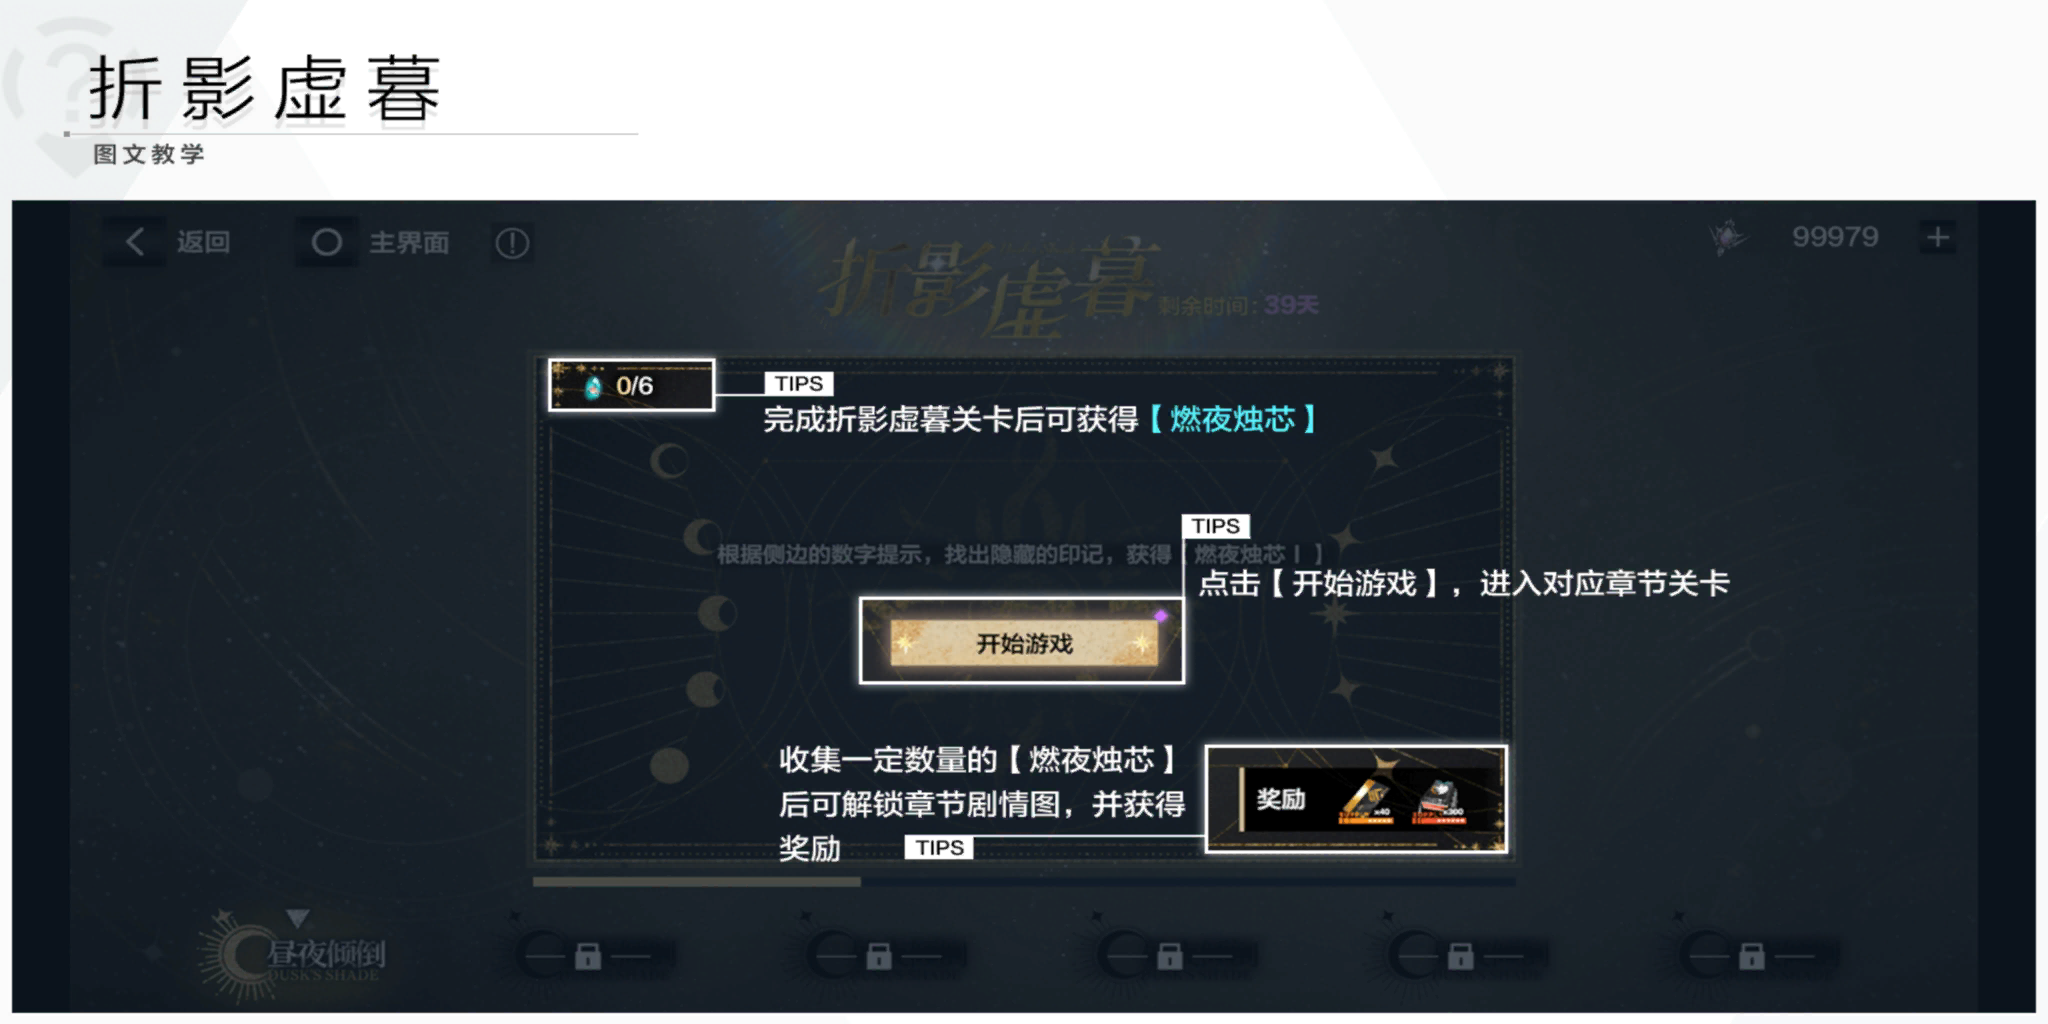 折影虚暮
图文教学
返回
主界面
99979
折影虚暮
剩余时间：39天
0/6
TIPS
完成折影虚暮关卡后可获得【燃夜烛芯】
TIPS
根据侧边的数字提示，找出隐藏的印记，获得【燃夜烛芯Ⅰ】
点击【开始游戏】，进入对应章节关卡
开始游戏
收集一定数量的【燃夜烛芯】
后可解锁章节剧情图，并获得
奖励
TIPS
奖励
x40
x300
昼夜倾倒
DUSK'S SHADE